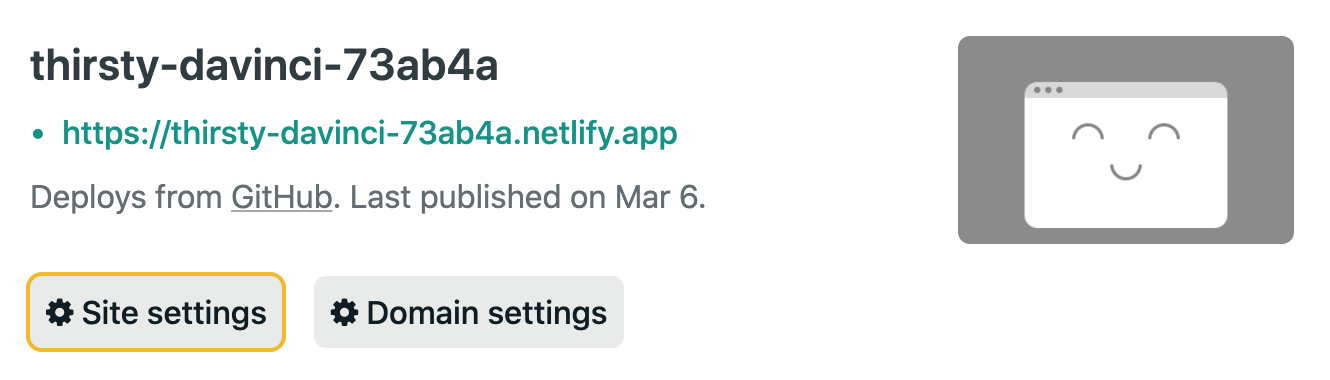 thirsty-davinci-73ab4a
• https://thirsty-davinci-73ab4a.netlify.app
Deploys from GitHub. Last published on Mar 6.
Site settings
Domain settings